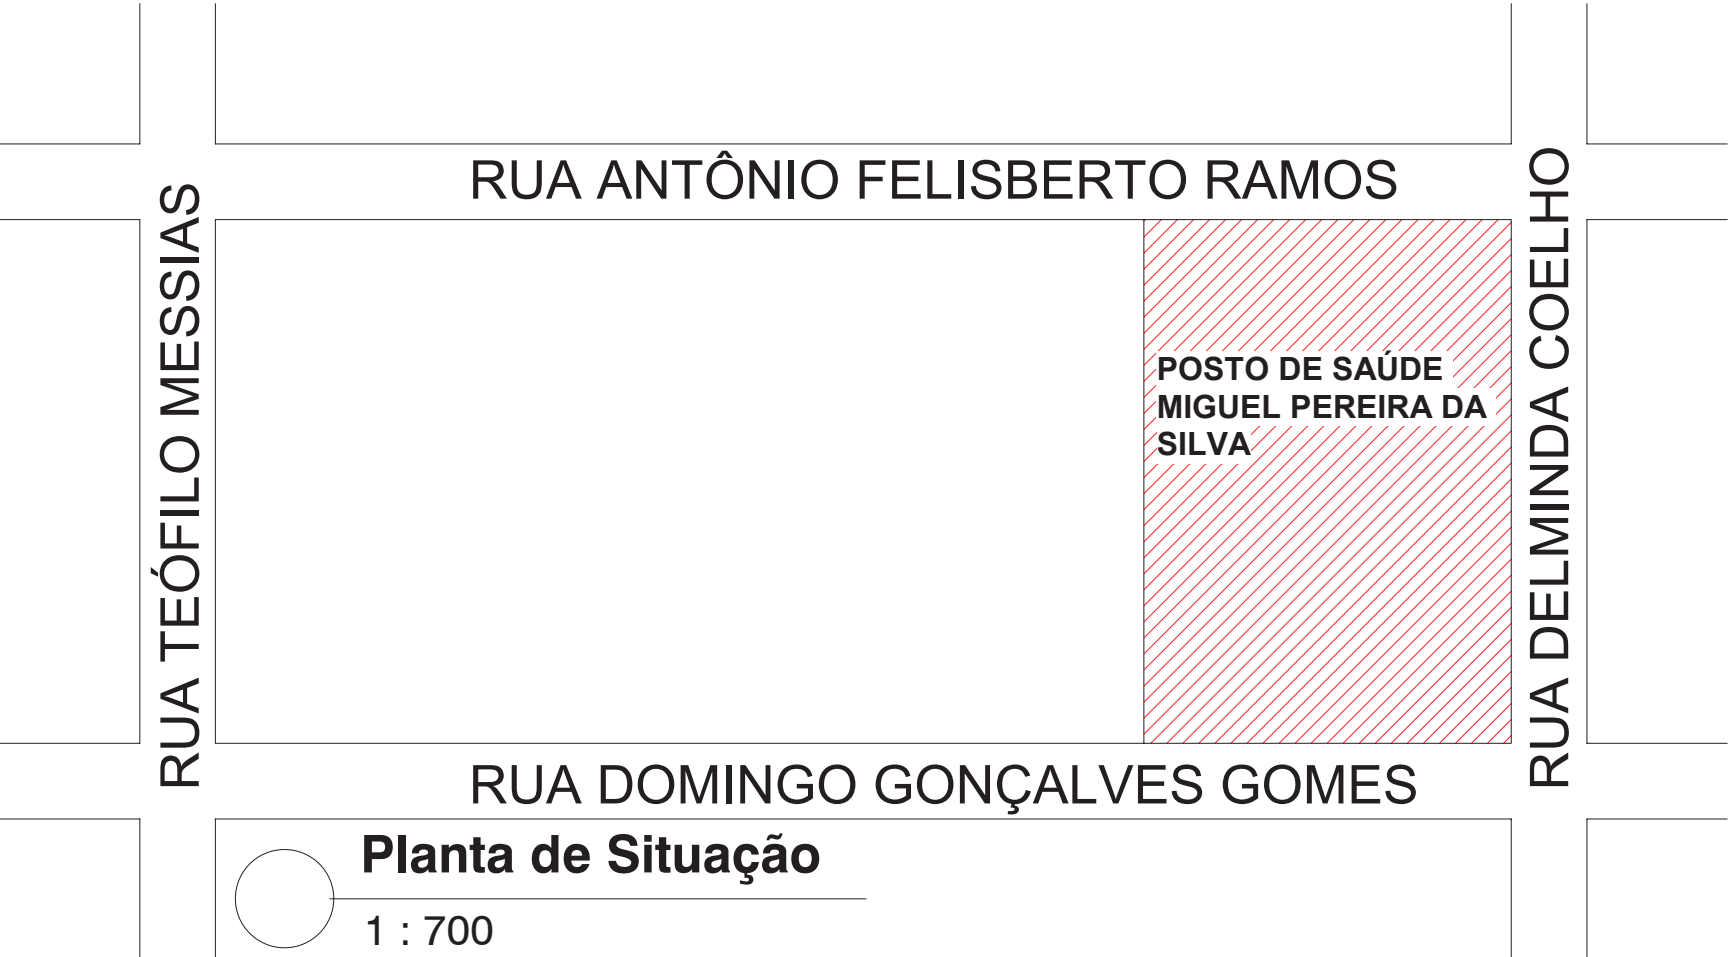 RUA ANTÔNIO FELISBERTO RAMOS
RUA TEÓFILO MESSIAS
POSTO DE SAÚDE
MIGUEL PEREIRA DA
SILVA
RUA DELMINDA COELHO
RUA DOMINGO GONÇALVES GOMES
Planta de Situação
1 : 700